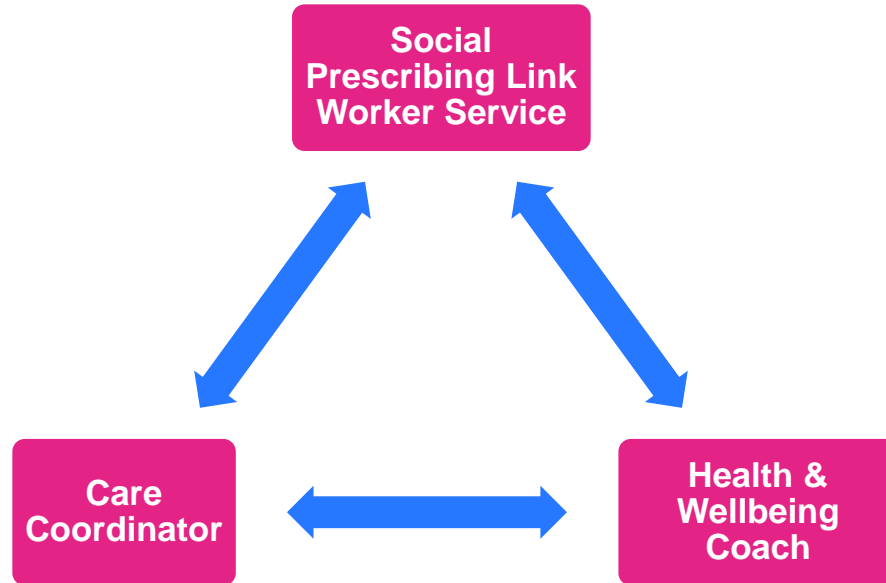 Social
Prescribing Link
Worker Service
Care
Coordinator
Health &
Wellbeing
Coach